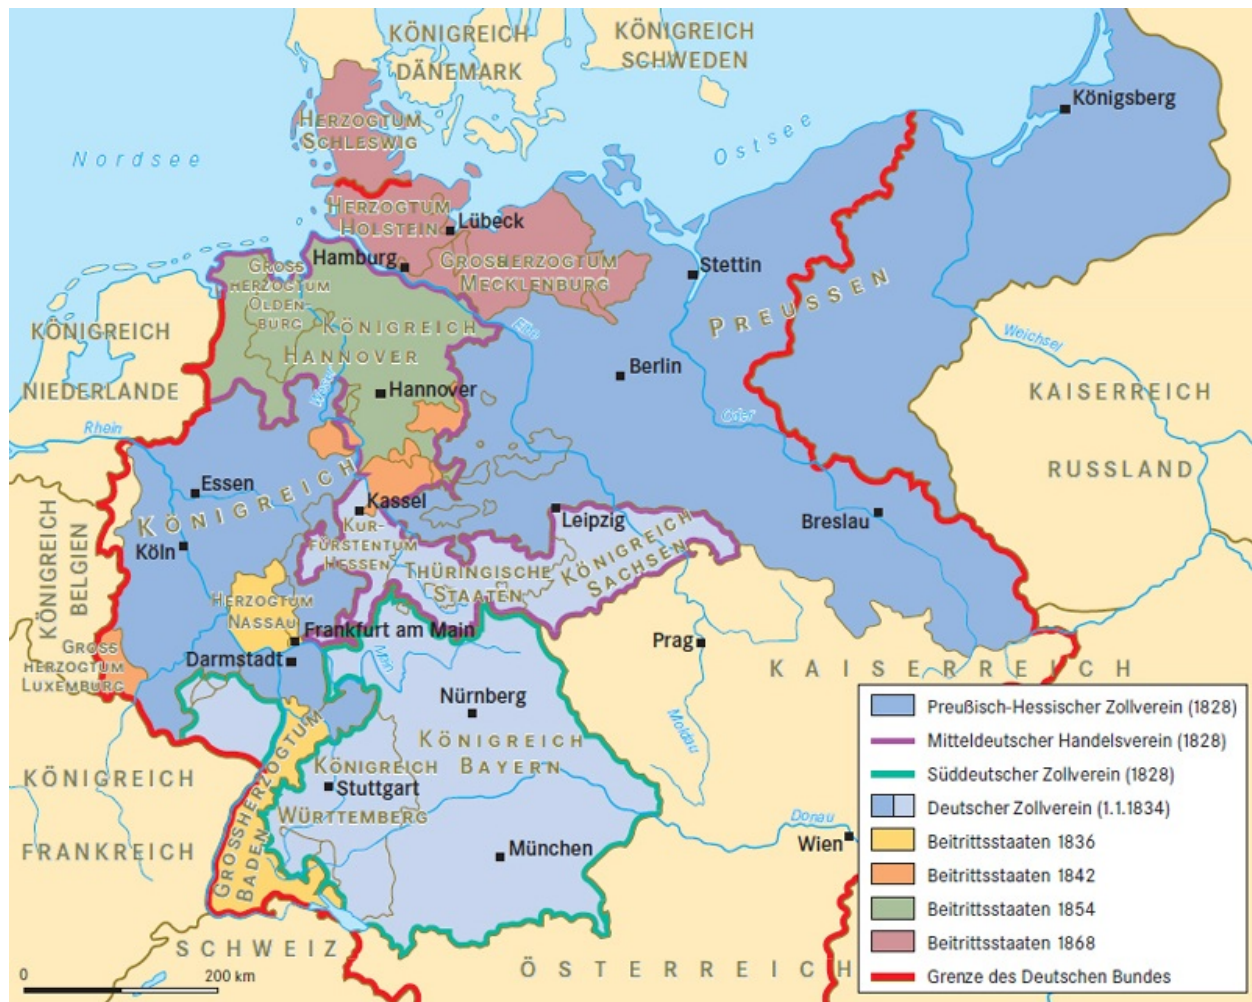 KÖNIGREICH
DÄNEMARK
KÖNIGREICH
SCHWEDEN
Königsberg
HERZOGTUM
SCHLESWIG
Nordsee
Ostsee
HERZOGTUM
HOLSTEIN
Lübeck
Hamburg
GROSSHERZOGTUM
MECKLENBURG
Stettin
GROSS
HERZOGTUM
OLDEN-
BURG
KÖNIGREICH
HANNOVER
Elbe
PREUSSEN
Weichsel
KÖNIGREICH
NIEDERLANDE
Weser
Hannover
Berlin
Oder
KAISERREICH
RUSSLAND
Rhein
Essen
KÖNIGREICH
Köln
Kassel
KUR-
FÜRSTENTUM
HESSEN
Leipzig
Breslau
KÖNIGREICH
BELGIEN
THÜRINGISCHE
STAATEN
KÖNIGREICH
SACHSEN
HERZOGTUM
NASSAU
Frankfurt am Main
Darmstadt
Main
GROSS
HERZOGTUM
LUXEMBURG
Prag
KAISERREICH
Nürnberg
Moldau
KÖNIGREICH
BAYERN
KÖNIGREICH
WÜRTTEMBERG
Stuttgart
GROSSHERZOGTUM
BADEN
München
KÖNIGREICH
FRANKREICH
Donau
Wien
SCHWEIZ
ÖSTERREICH
0
200 km
Preußisch-Hessischer Zollverein (1828)
Mitteldeutscher Handelsverein (1828)
Süddeutscher Zollverein (1828)
Deutscher Zollverein (1.1.1834)
Beitrittsstaaten 1836
Beitrittsstaaten 1842
Beitrittsstaaten 1854
Beitrittsstaaten 1868
Grenze des Deutschen Bundes